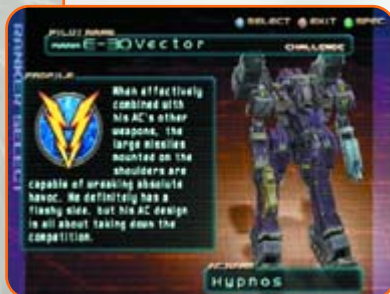 SELECT EXIT SPEC
PILOT NAME
E-30 Vector
CHALLENGE
RANKER SELECT
PROFILE
When effectively
combined with
his AC's other
weapons, the
large missiles
mounted on the
shoulders are
capable of wreaking absolute
havoc. He definitely has a
flashy side, but his AC design
is all about taking down the
competition.
AC NAME
Hypnos